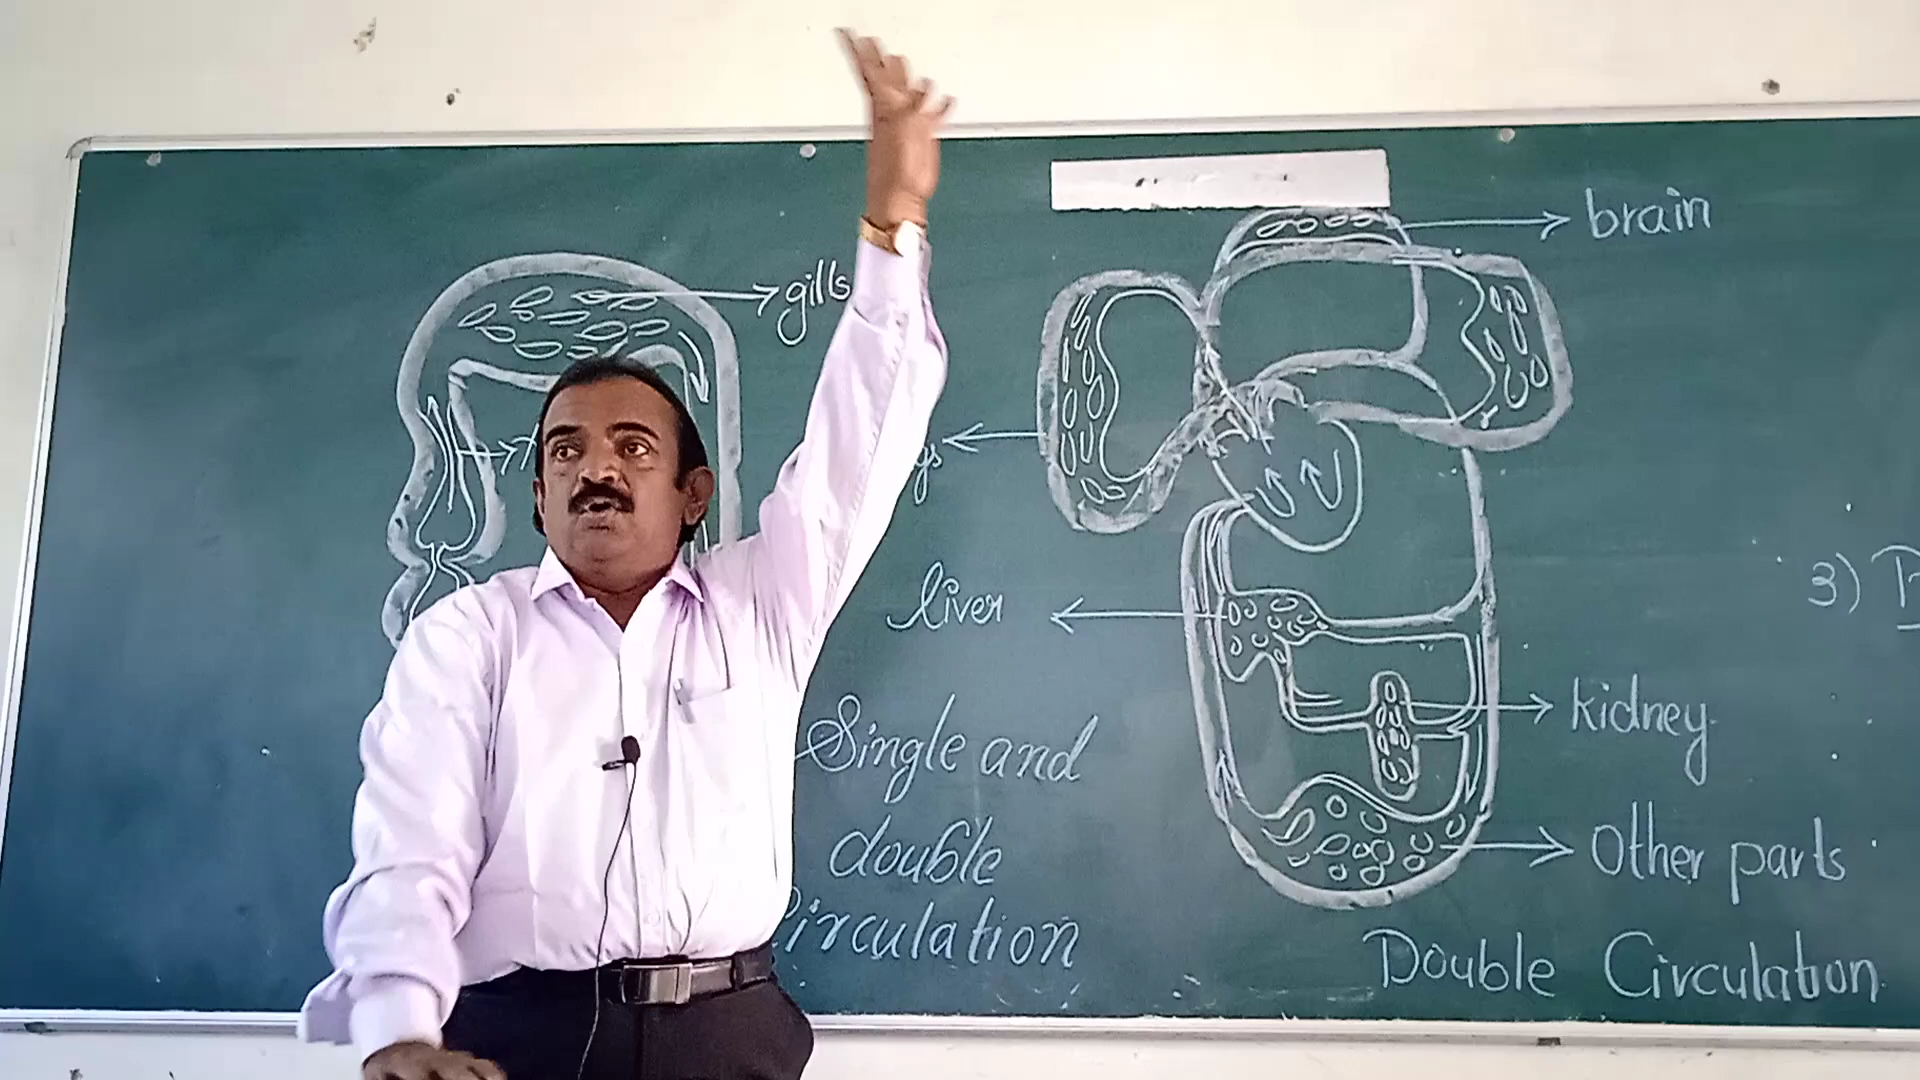 gills
brain
liver
kidney
Other parts
Single and
double
Circulation
Double Circulation
3)